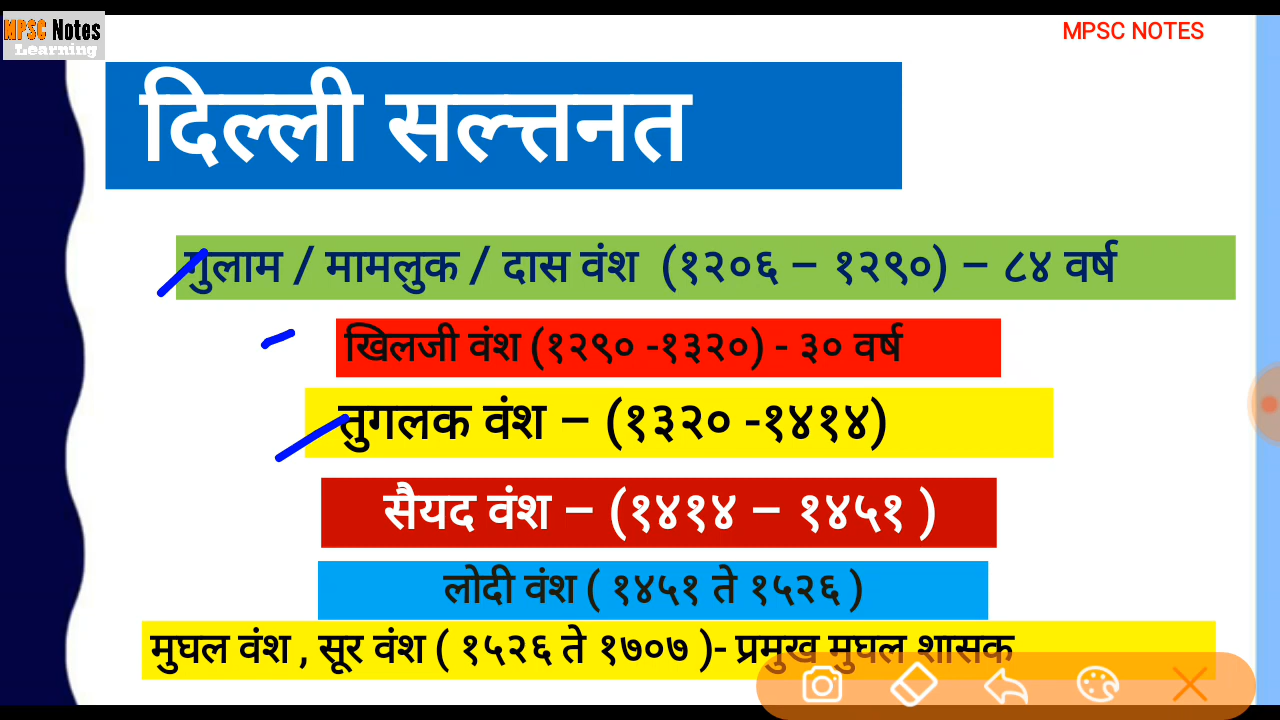 MPSC Notes
Learning
MPSC NOTES
दिल्ली सल्त्तनत
गुलाम / मामलुक / दास वंश (१२०६ – १२९०) – ८४ वर्ष
खिलजी वंश (१२९० -१३२०) - ३० वर्ष
तुगलक वंश – (१३२० -१४१४)
सैयद वंश – (१४१४ – १४५१ )
लोदी वंश ( १४५१ ते १५२६ )
मुघल वंश , सूर वंश ( १५२६ ते १७०७ )- प्रमुख मुघल शासक